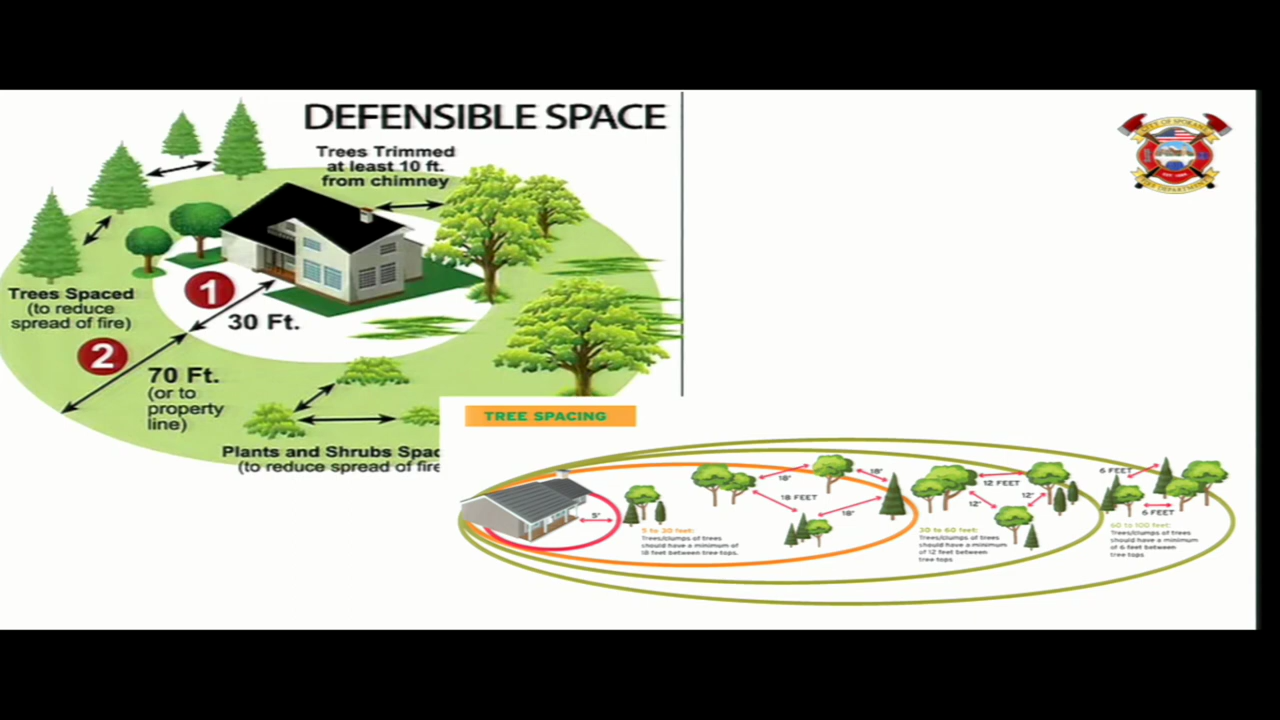 DEFENSIBLE SPACE
Trees Trimmed
at least 10 ft.
from chimney
1
30 Ft.
Trees Spaced
(to reduce
spread of fire)
2
70 Ft.
(or to
property
line)
Plants and Shrubs Spac
(to reduce spread of fire
TREE SPACING
5'
18'
18'
18 FEET
18'
12 FEET
12'
12'
6 FEET
6 FEET
5 to 30 feet:
Trees/clumps of trees
should have a minimum of
18 feet between tree tops.
30 to 60 feet:
Trees/clumps of trees
should have a minimum
of 12 feet between
tree tops
60 to 100 feet:
Trees/clumps of trees
should have a minimum
of 6 feet between
tree tops
CITY OF SPOKANE
FIRE DEPARTMENT